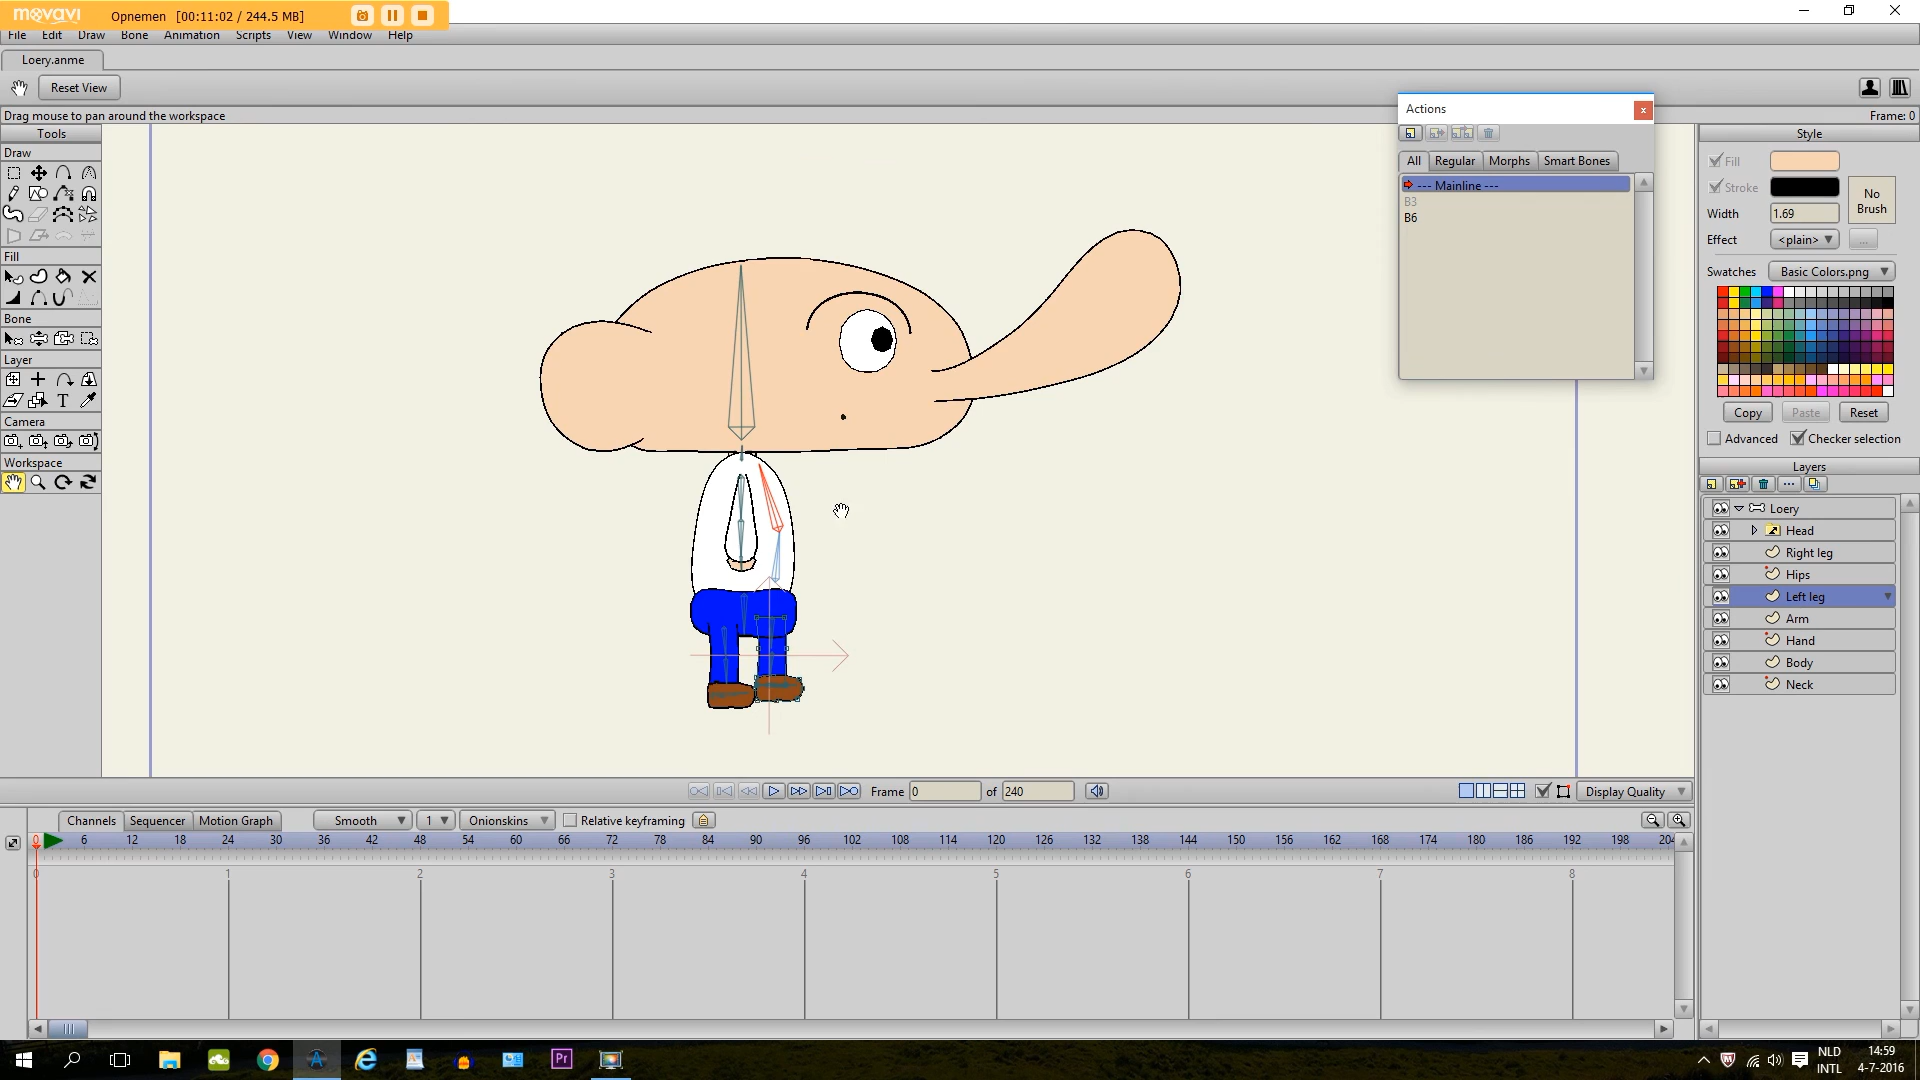 movavi Opnemen [00:11:02 / 244.5 MB]
File Edit Draw Bone Animation Scripts View Window Help
Loery.anme
Reset View
Drag mouse to pan around the workspace
Frame: 0
Tools
Draw
Fill
Bone
Layer
T
Camera
Workspace
Actions
x
All Regular Morphs Smart Bones
--- Mainline ---
B3
B6
Style
Fill
Stroke
No Brush
Width 1.69
Effect <plain> ...
Swatches Basic Colors.png
Copy Paste Reset
Advanced Checker selection
Layers
Loery
Head
Right leg
Hips
Left leg
Arm
Hand
Body
Neck
Frame 0 of 240 Display Quality
Channels Sequencer Motion Graph Smooth 1 Onionskins Relative keyframing
0 6 12 18 24 30 36 42 48 54 60 66 72 78 84 90 96 102 108 114 120 126 132 138 144 150 156 162 168 174 180 186 192 198 204
0 1 2 3 4 5 6 7 8
Pr
NLD
INTL
14:59
4-7-2016